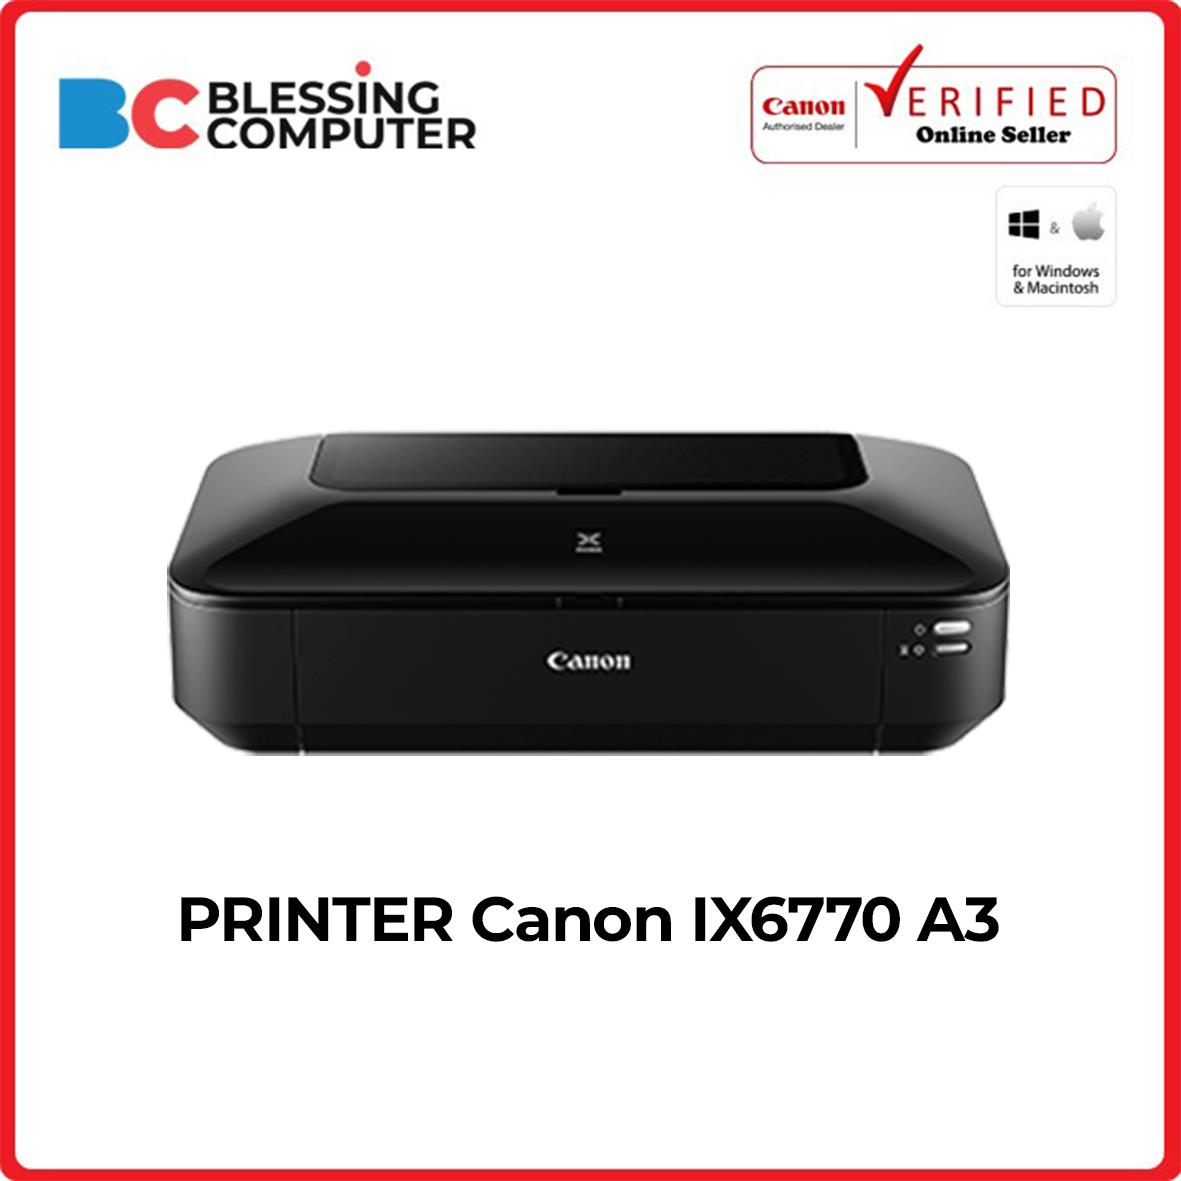 BC BLESSING
COMPUTER
Canon
Authorised Dealer
VERIFIED
Online Seller
&
for Windows
& Macintosh
Canon
PRINTER Canon IX6770 A3